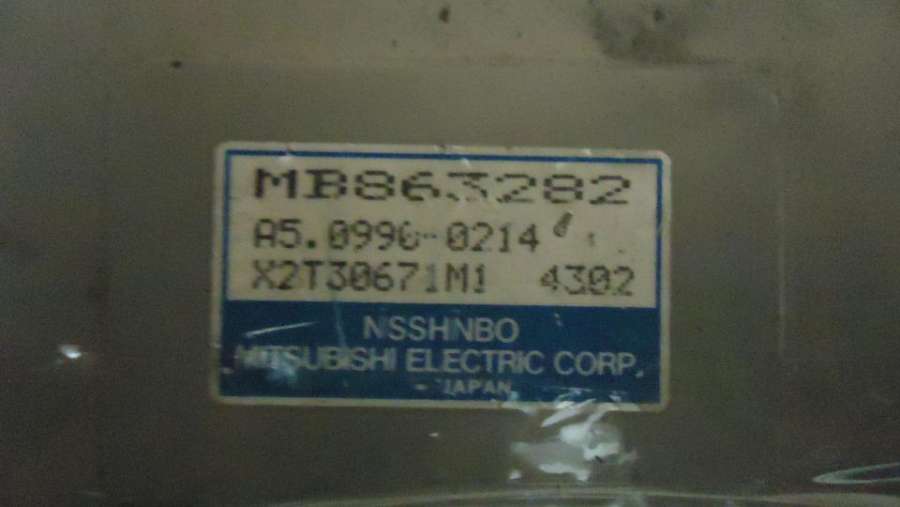 MB863282
A5.0990-0214
X2T30671M1 4302
NISSHINBO
MITSUBISHI ELECTRIC CORP.
JAPAN